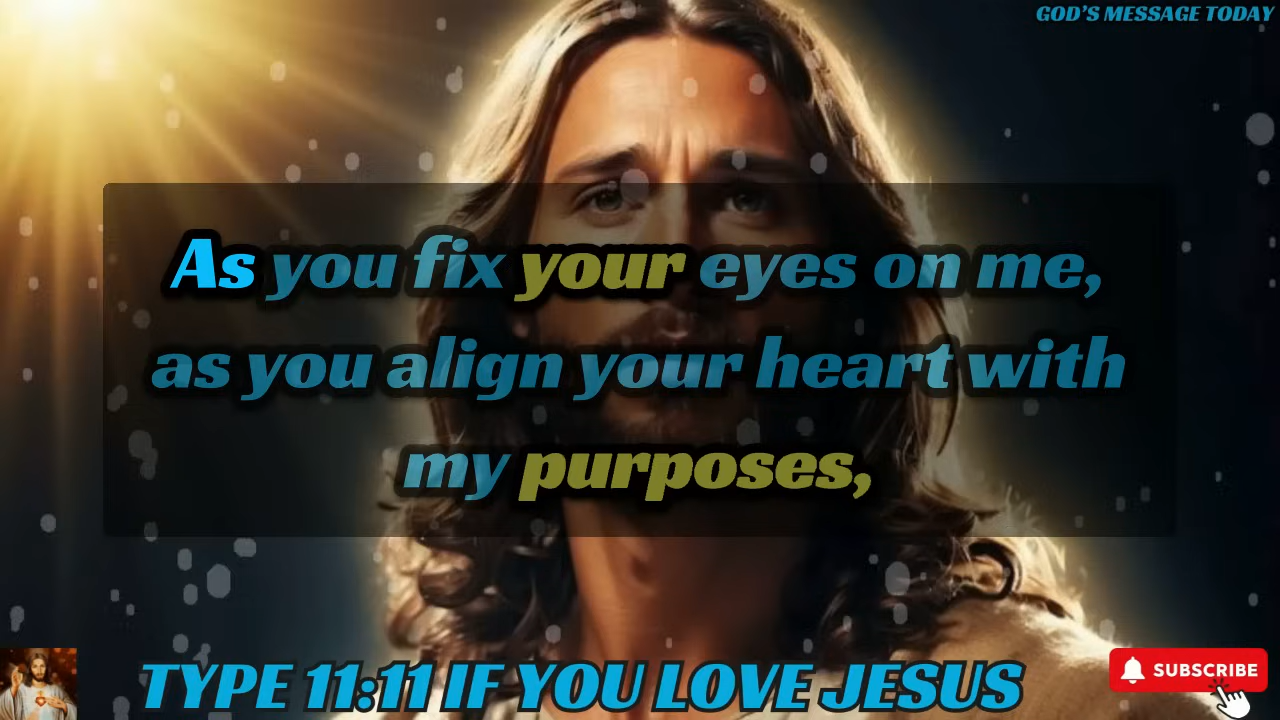 GOD'S MESSAGE TODAY
As you fix your eyes on me,
as you align your heart with
my purposes,
TYPE 11:11 IF YOU LOVE JESUS
SUBSCRIBE